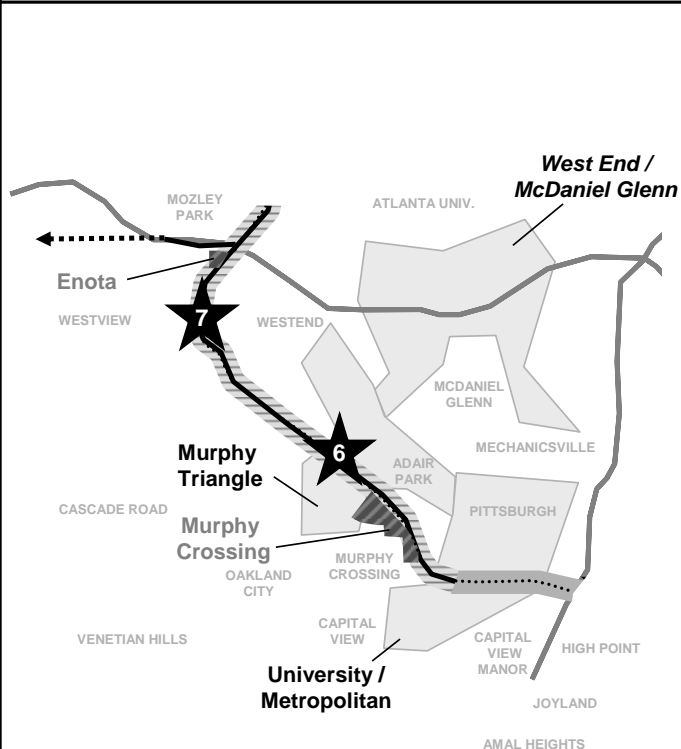 West End /
McDaniel Glenn
MOZLEY
PARK
ATLANTA UNIV.
Enota
WESTVIEW
7
WESTEND
MCDANIEL
GLENN
MECHANICSVILLE
Murphy
Triangle
6
ADAIR
PARK
CASCADE ROAD
PITTSBURGH
Murphy
Crossing
MURPHY
CROSSING
OAKLAND
CITY
CAPITAL
VIEW
VENETIAN HILLS
CAPITAL
VIEW
MANOR
HIGH POINT
University /
Metropolitan
JOYLAND
AMAL HEIGHTS